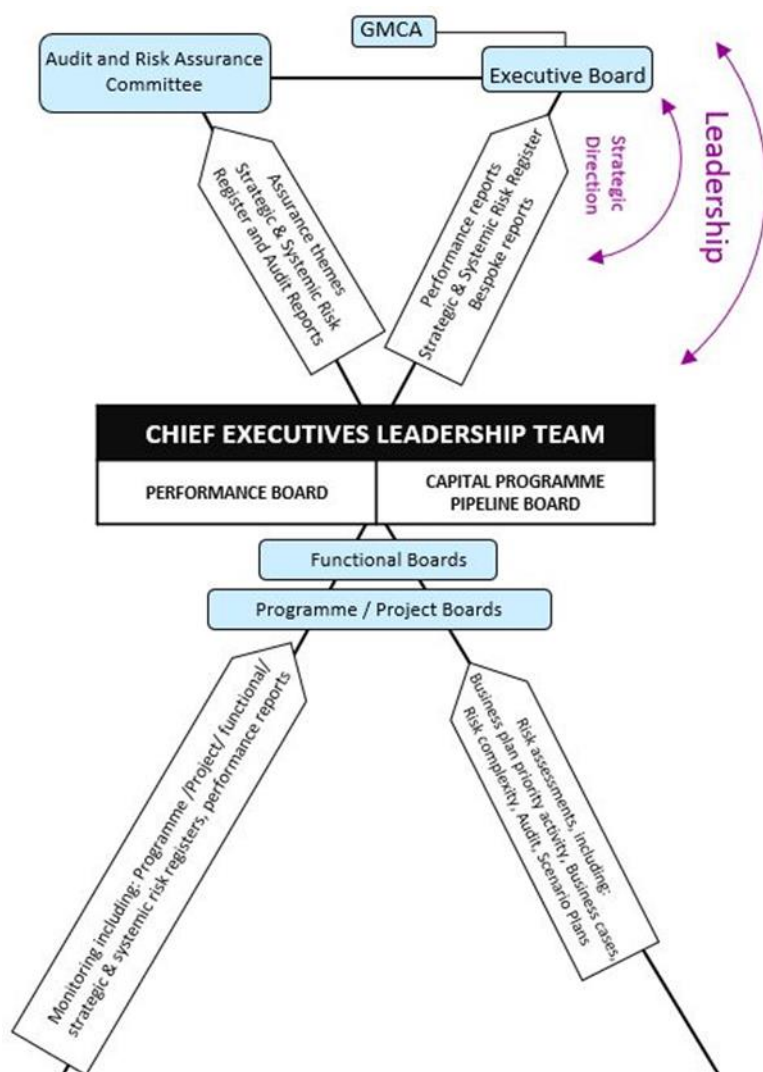 GMCA
Audit and Risk Assurance
Committee
Executive Board
Leadership
Strategic
Direction
Assurance themes
Strategic & Systemic Risk
Register and Audit Reports
Performance reports
Strategic & Systemic Risk Register
Bespoke reports
CHIEF EXECUTIVES LEADERSHIP TEAM
PERFORMANCE BOARD
CAPITAL PROGRAMME
PIPELINE BOARD
Functional Boards
Programme / Project Boards
Monitoring including: Programme /Project/ functional/
strategic & systemic risk registers, performance reports
Risk assessments, including:
Business plan priority activity, Business cases,
Risk complexity, Audit, Scenario Plans